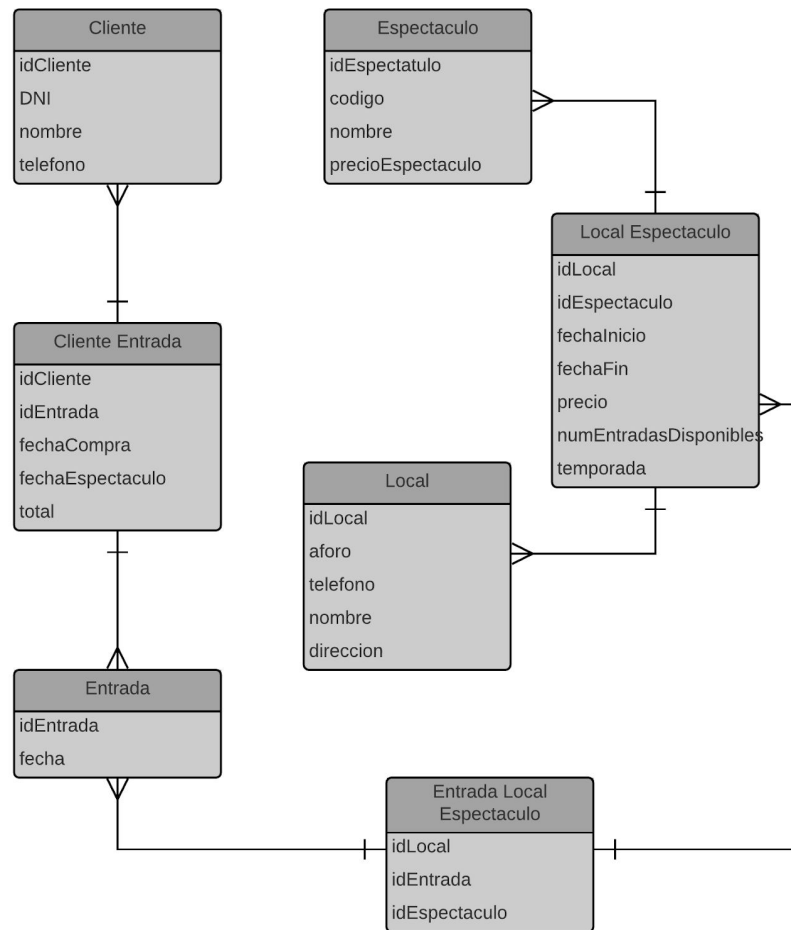 Cliente
idCliente
DNI
nombre
telefono
Espectaculo
idEspectatulo
codigo
nombre
precioEspectaculo
Local Espectaculo
idLocal
idEspectaculo
fechaInicio
fechaFin
precio
numEntradasDisponibles
temporada
Cliente Entrada
idCliente
idEntrada
fechaCompra
fechaEspectaculo
total
Local
idLocal
aforo
telefono
nombre
direccion
Entrada
idEntrada
fecha
Entrada Local
Espectaculo
idLocal
idEntrada
idEspectaculo